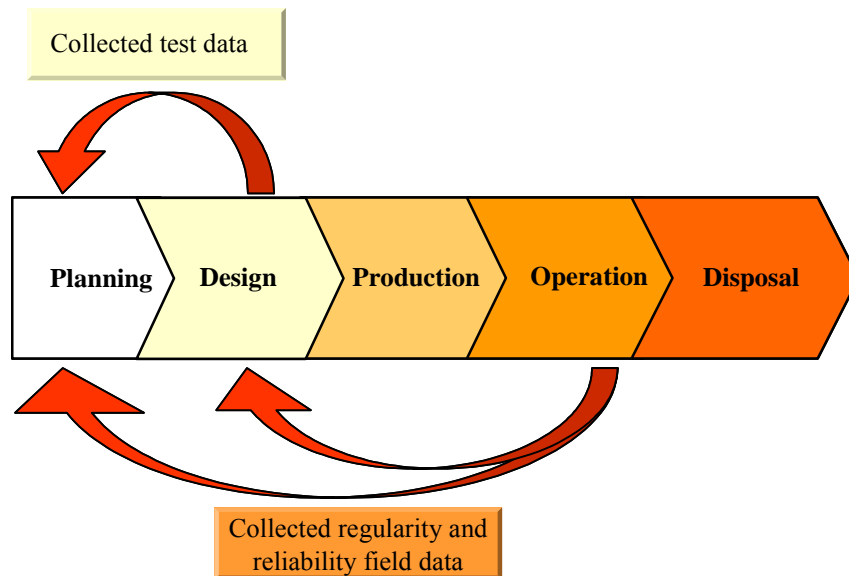 Collected test data
Planning
Design
Production
Operation
Disposal
Collected regularity and
reliability field data